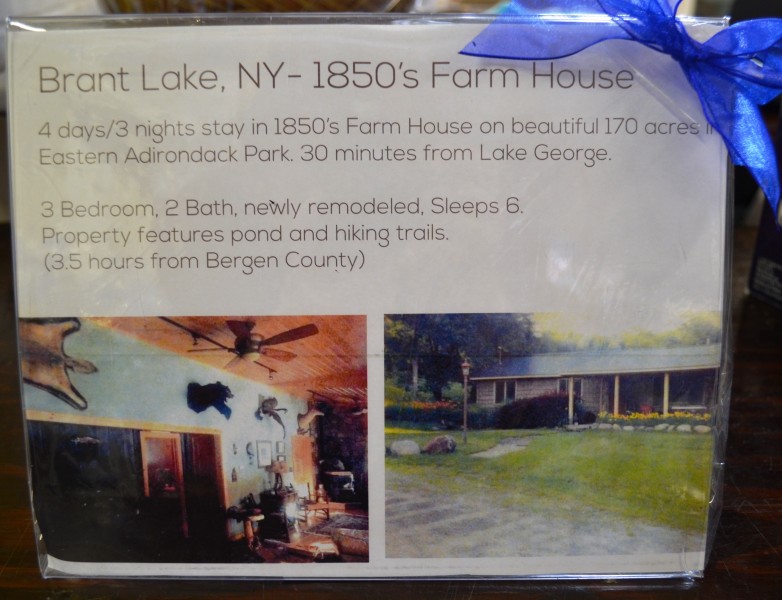 Brant Lake, NY- 1850's Farm House
4 days/3 nights stay in 1850's Farm House on beautiful 170 acres in
Eastern Adirondack Park. 30 minutes from Lake George.
3 Bedroom, 2 Bath, newly remodeled, Sleeps 6.
Property features pond and hiking trails.
(3.5 hours from Bergen County)